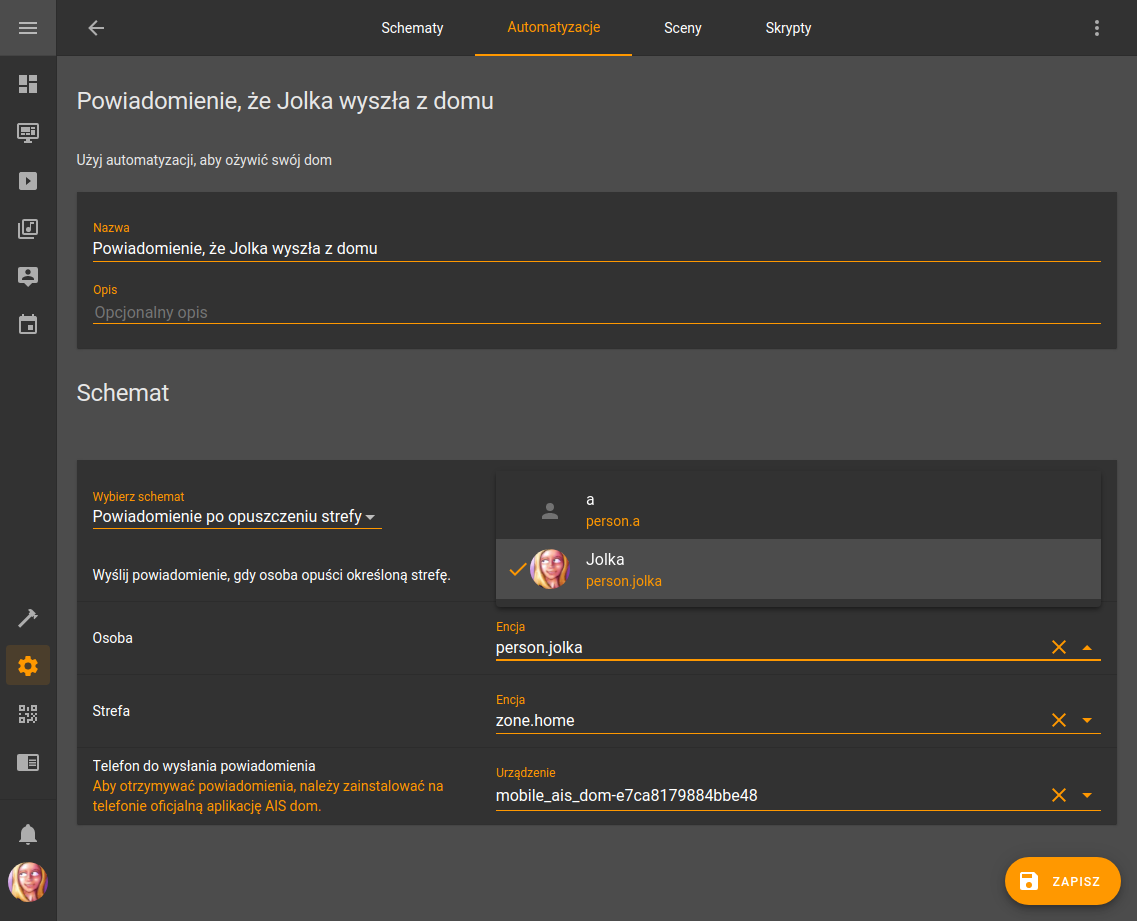 Schematy
Automatyzacje
Sceny
Skrypty
Powiadomienie, że Jolka wyszła z domu
Użyj automatyzacji, aby ożywić swój dom
Nazwa
Powiadomienie, że Jolka wyszła z domu
Opis
Opcjonalny opis
Schemat
Wybierz schemat
Powiadomienie po opuszczeniu strefy
Wyślij powiadomienie, gdy osoba opuści określoną strefę.
a
person.a
Jolka
person.jolka
Osoba
Encja
person.jolka
Strefa
Encja
zone.home
Telefon do wysłania powiadomienia
Aby otrzymywać powiadomienia, należy zainstalować na
telefonie oficjalną aplikację AIS dom.
Urządzenie
mobile_ais_dom-e7ca8179884bbe48
ZAPISZ